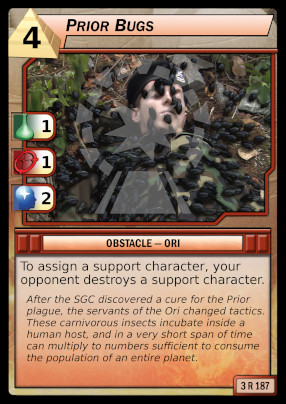 4
PRIOR BUGS
1
1
2
OBSTACLE – ORI
To assign a support character, your
opponent destroys a support character.
After the SGC discovered a cure for the Prior
plague, the servants of the Ori changed tactics.
These carnivorous insects incubate inside a
human host, and in a very short span of time
can multiply to numbers sufficient to consume
the population of an entire planet.
3 R 187